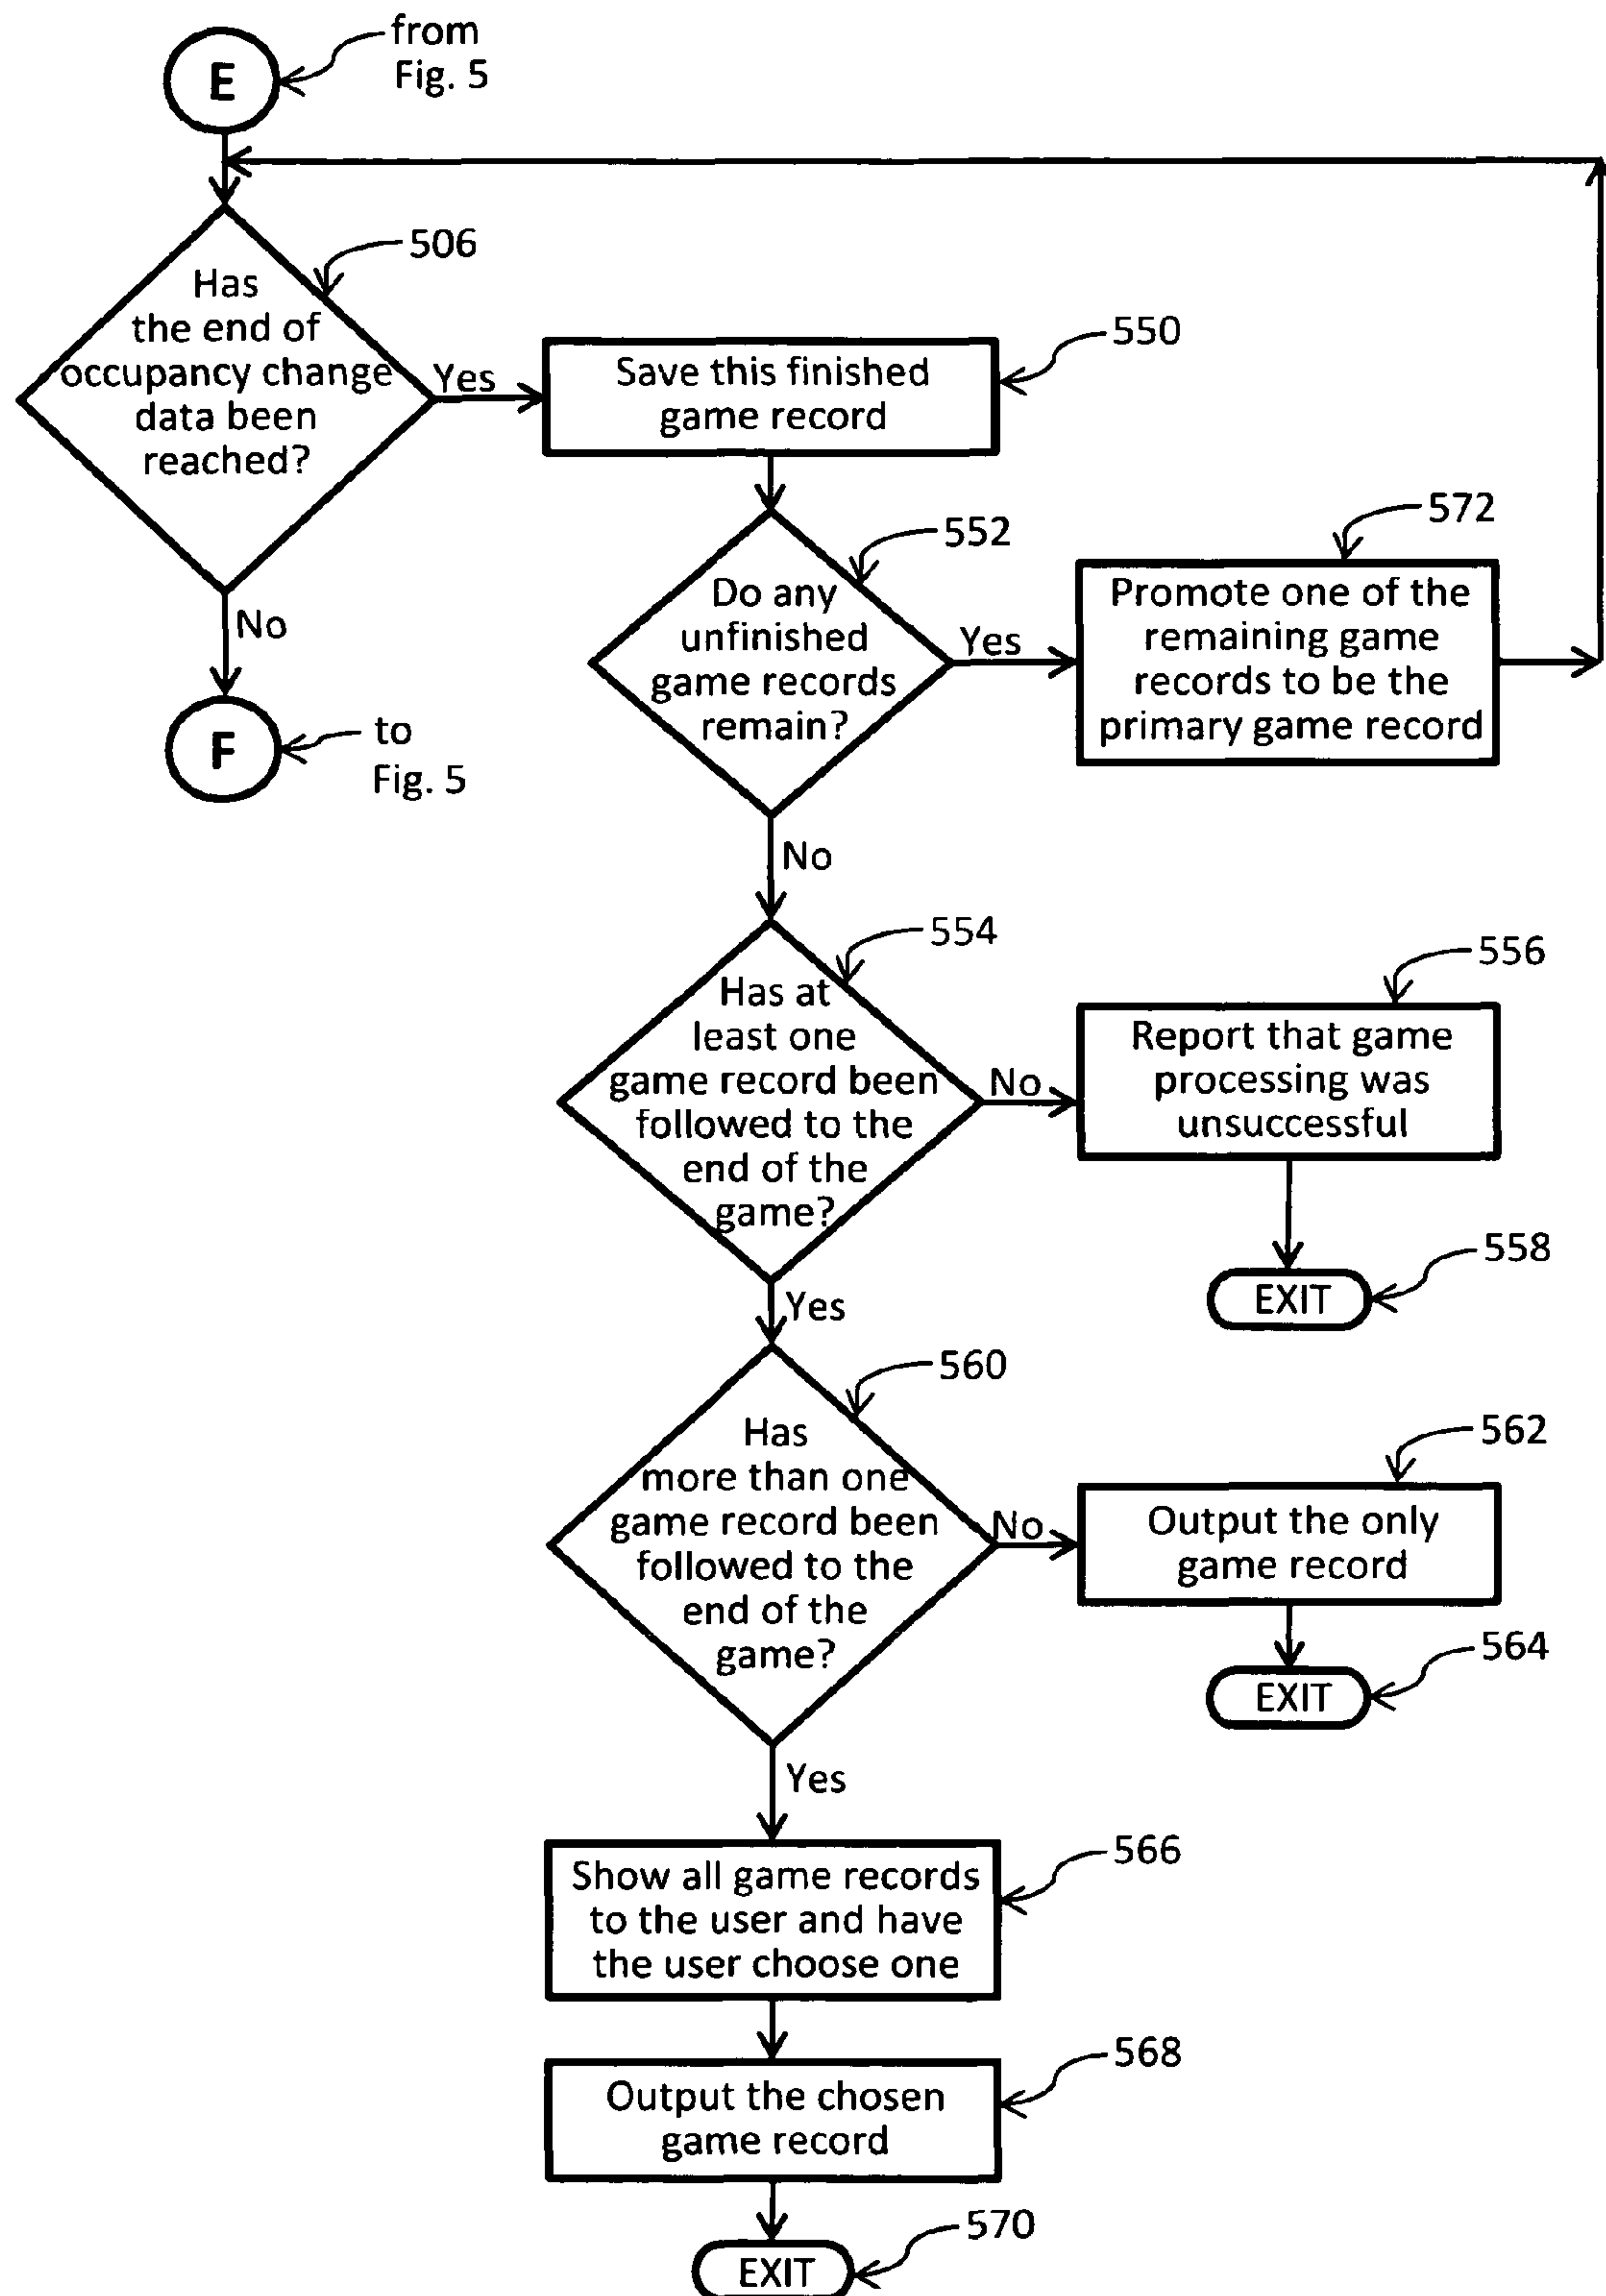 E
from
Fig. 5
506
Has
the end of
occupancy change
data been
reached?
Yes
No
F
to
Fig. 5
550
Save this finished
game record
552
Do any
unfinished
game records
remain?
Yes
572
Promote one of the
remaining game
records to be the
primary game record
No
554
Has at
least one
game record been
followed to the
end of the
game?
No
556
Report that game
processing was
unsuccessful
558
EXIT
Yes
560
Has
more than one
game record been
followed to the
end of the
game?
No
562
Output the only
game record
564
EXIT
Yes
566
Show all game records
to the user and have
the user choose one
568
Output the chosen
game record
570
EXIT